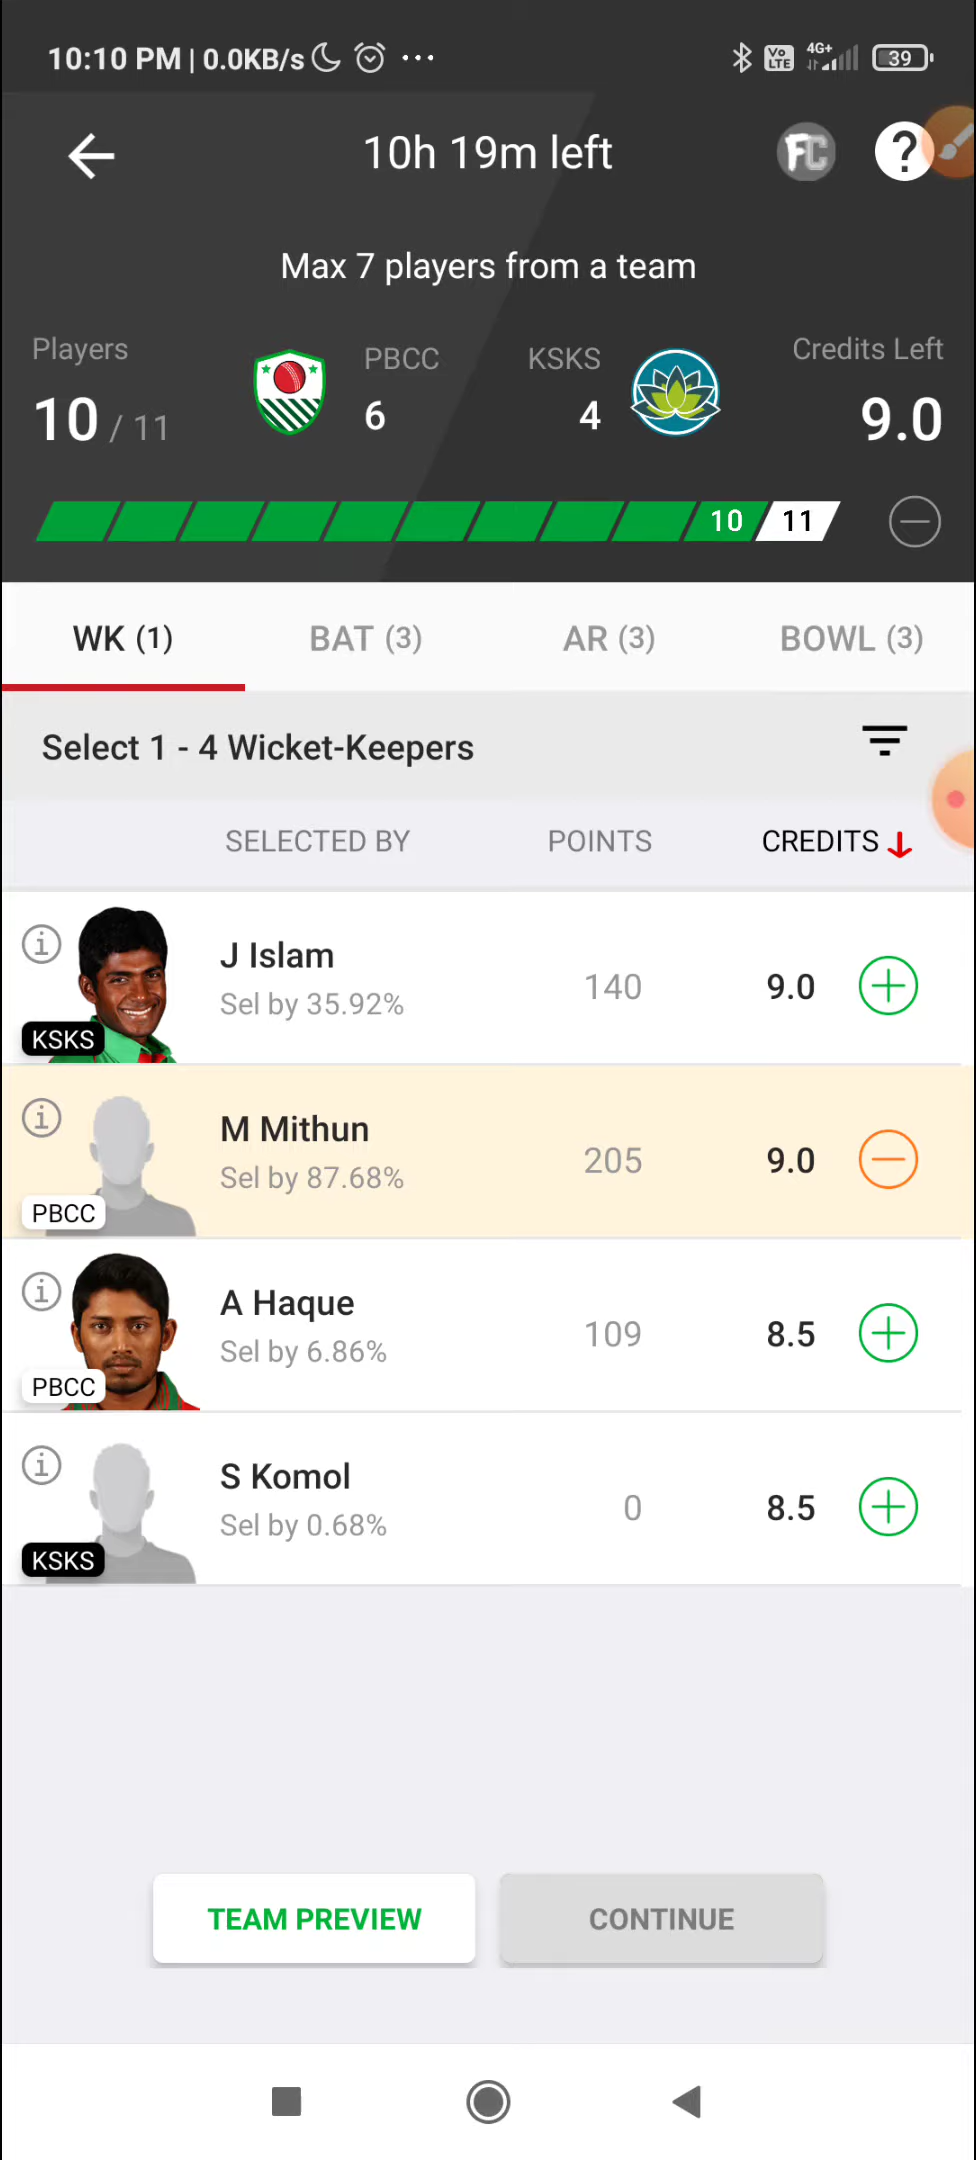 10:10 PM | 0.0KB/s ...
Vo LTE 4G+ 39
10h 19m left
FC ?
Max 7 players from a team
Players PBCC KSKS Credits Left
10 / 11 6 4 9.0
10 11
WK (1) BAT (3) AR (3) BOWL (3)
Select 1 - 4 Wicket-Keepers
SELECTED BY POINTS CREDITS
J Islam
Sel by 35.92% 140 9.0
KSKS
M Mithun
Sel by 87.68% 205 9.0
PBCC
A Haque
Sel by 6.86% 109 8.5
PBCC
S Komol
Sel by 0.68% 0 8.5
KSKS
TEAM PREVIEW CONTINUE